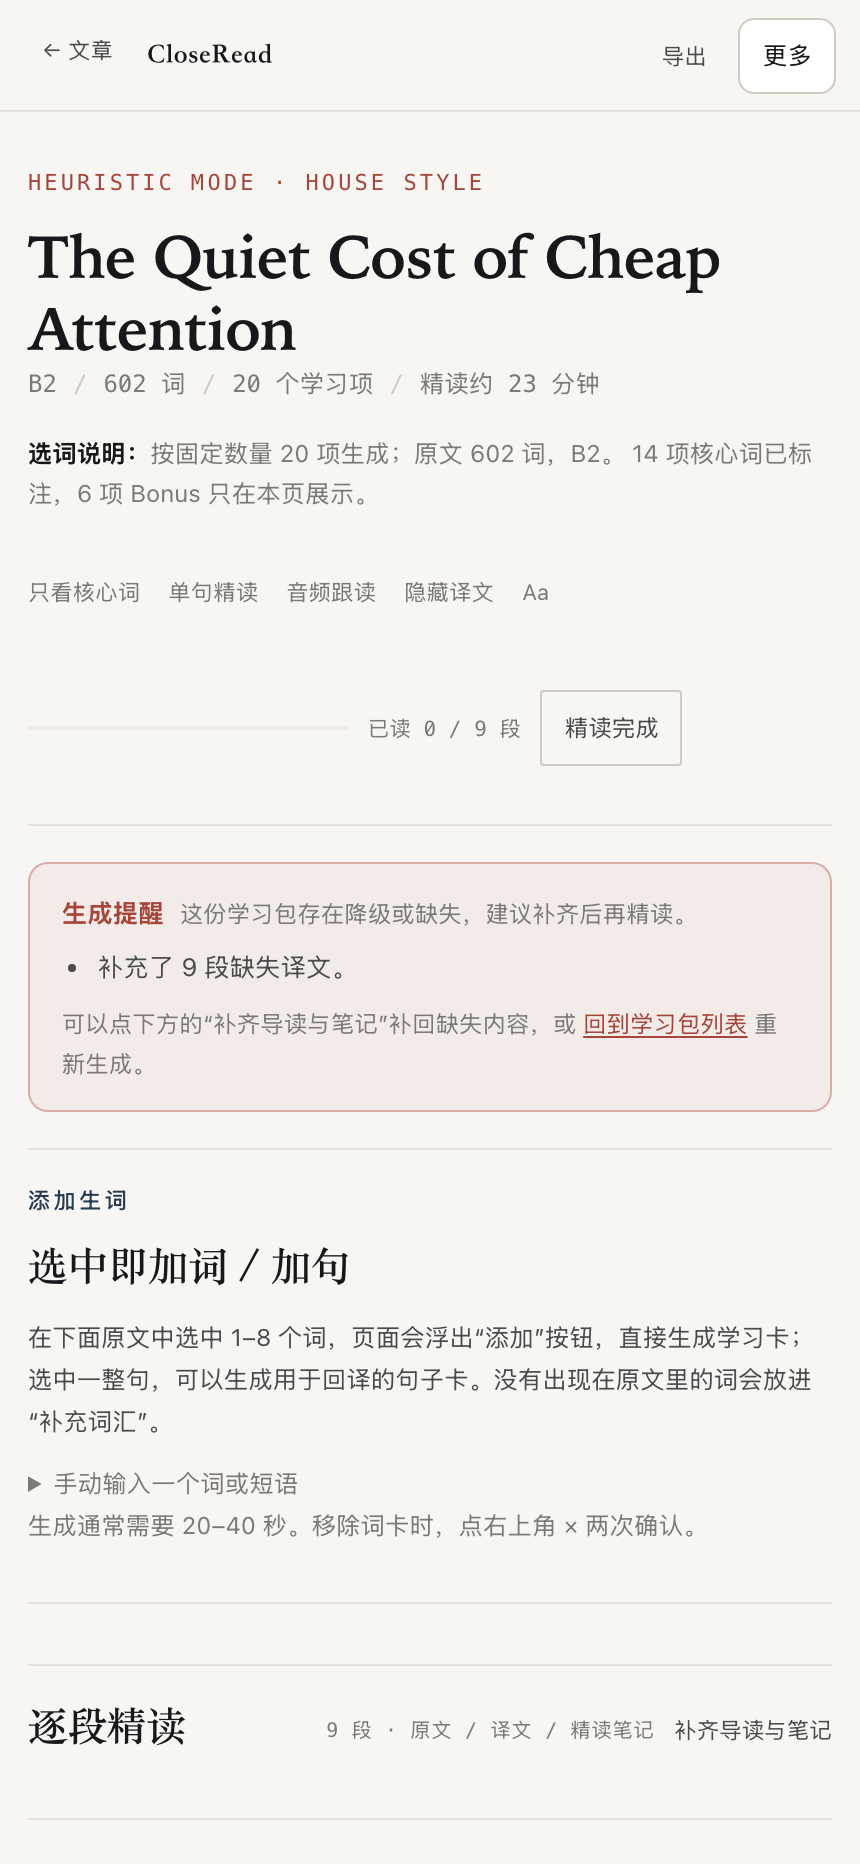 ← 文章 CloseRead 导出 更多
HEURISTIC MODE · HOUSE STYLE
The Quiet Cost of Cheap
Attention
B2 / 602 词 / 20 个学习项 / 精读约 23 分钟
选词说明：按固定数量 20 项生成；原文 602 词，B2。 14 项核心词已标
注，6 项 Bonus 只在本页展示。
只看核心词 单句精读 音频跟读 隐藏译文 Aa
已读 0 / 9 段 精读完成
生成提醒 这份学习包存在降级或缺失，建议补齐后再精读。
• 补充了 9 段缺失译文。
可以点下方的“补齐导读与笔记”补回缺失内容，或 回到学习包列表 重
新生成。
添加生词
选中即加词 / 加句
在下面原文中选中 1–8 个词，页面会浮出“添加”按钮，直接生成学习卡；
选中一整句，可以生成用于回译的句子卡。没有出现在原文里的词会放进
“补充词汇”。
▶ 手动输入一个词或短语
生成通常需要 20–40 秒。移除词卡时，点右上角 × 两次确认。
逐段精读 9 段 · 原文 / 译文 / 精读笔记 补齐导读与笔记